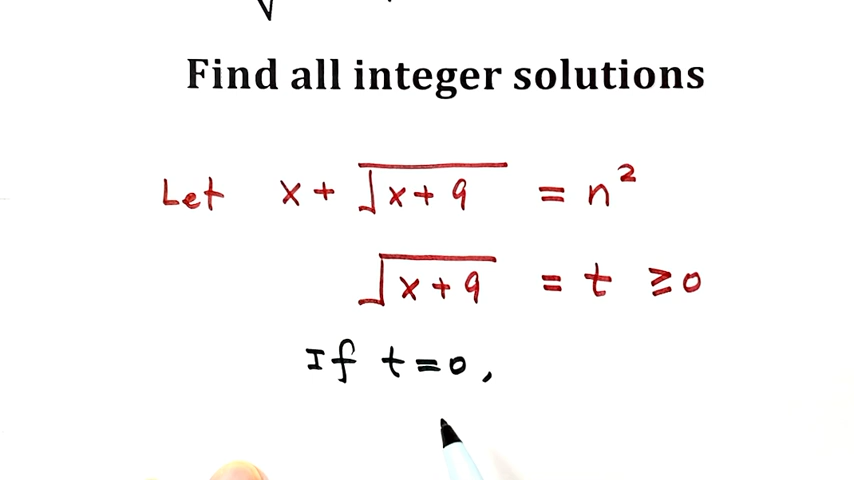 Find all integer solutions
Let x + √(x + 9) = n²
√(x + 9) = t ≥ 0
If t = 0,